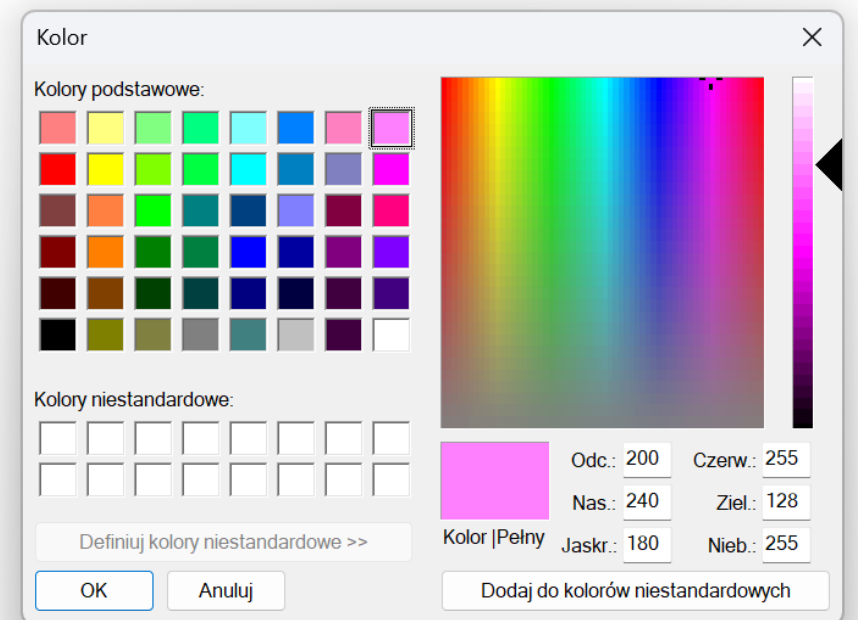 Kolor
Kolory podstawowe:
Kolory niestandardowe:
Definiuj kolory niestandardowe >>
OK
Anuluj
Kolor |Pełny
Odc.: 200
Nas.: 240
Jaskr.: 180
Czerw.: 255
Ziel.: 128
Nieb.: 255
Dodaj do kolorów niestandardowych